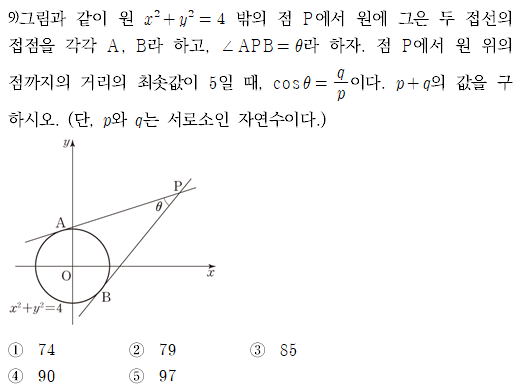 9)그림과 같이 원 x²+y²=4 밖의 점 P에서 원에 그은 두 접선의
접점을 각각 A, B라 하고, ∠APB=θ라 하자. 점 P에서 원 위의
점까지의 거리의 최솟값이 5일 때, cosθ=q/p이다. p+q의 값을 구
하시오. (단, p와 q는 서로소인 자연수이다.)
y
P
A
θ
O
x
B
x²+y²=4
① 74 ② 79 ③ 85
④ 90 ⑤ 97